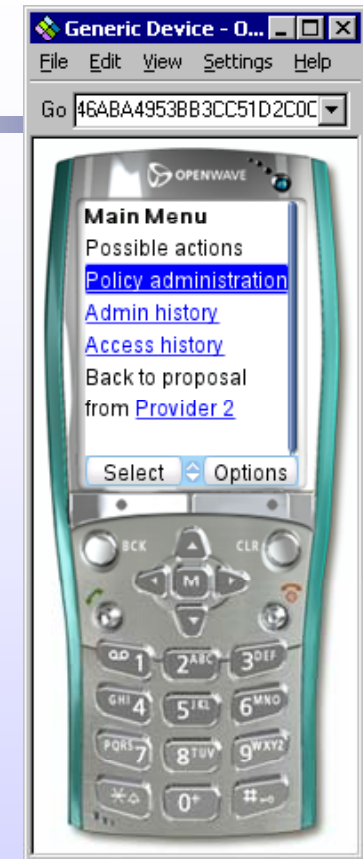 Generic Device - O...
File Edit View Settings Help
Go 46ABA4953BB3CC51D2C0C
OPENWAVE
Main Menu
Possible actions
Policy administration
Admin history
Access history
Back to proposal
from Provider 2
Select Options
BCK CLR
M
1 2ABC 3DEF
GHI4 5JKL 6MNO
PQRS7 8TUV 9WXYZ
* 0+ #